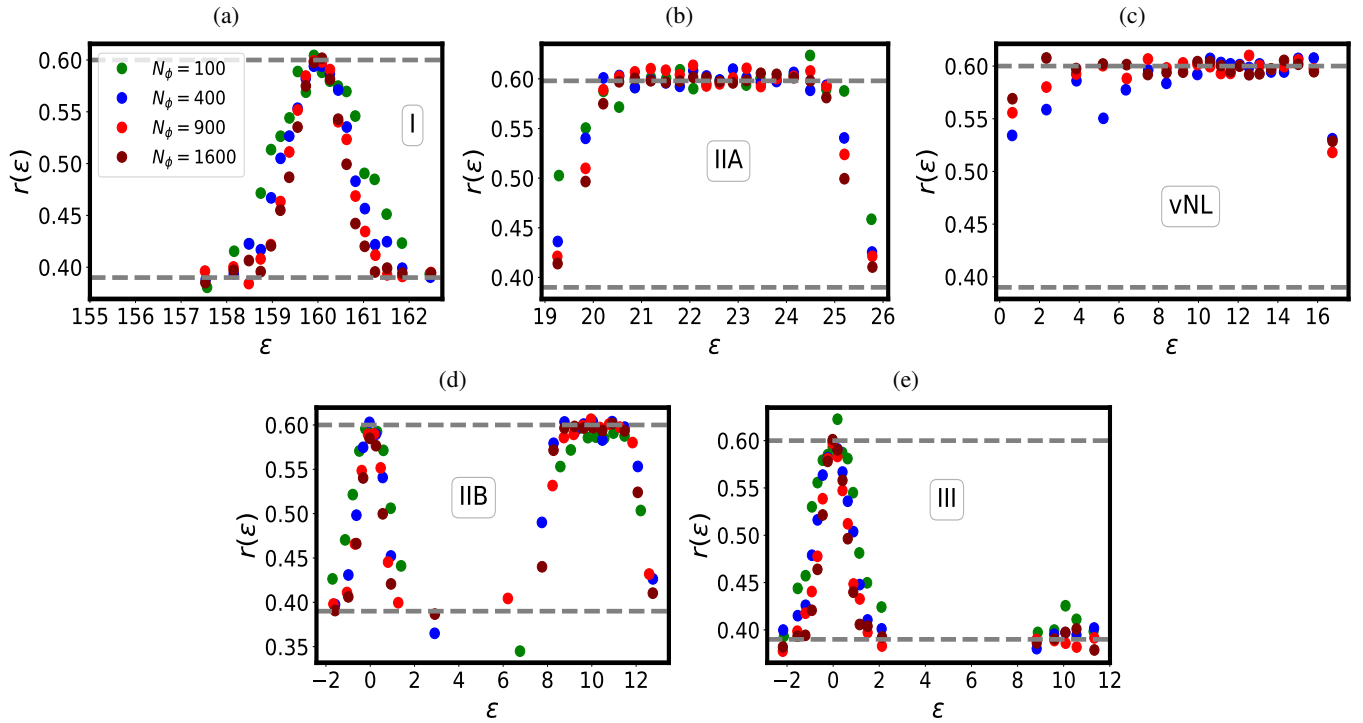 (a)
(b)
(c)
0.60
0.55
0.50
0.45
0.40
r(ε)
N_ϕ = 100
N_ϕ = 400
N_ϕ = 900
N_ϕ = 1600
I
155 156 157 158 159 160 161 162
ε
0.60
0.55
0.50
0.45
0.40
r(ε)
IIA
19 20 21 22 23 24 25 26
ε
0.60
0.55
0.50
0.45
0.40
r(ε)
vNL
0 2 4 6 8 10 12 14 16
ε
(d)
(e)
0.60
0.55
0.50
0.45
0.40
0.35
r(ε)
IIB
−2 0 2 4 6 8 10 12
ε
0.60
0.55
0.50
0.45
0.40
r(ε)
III
−2 0 2 4 6 8 10 12
ε